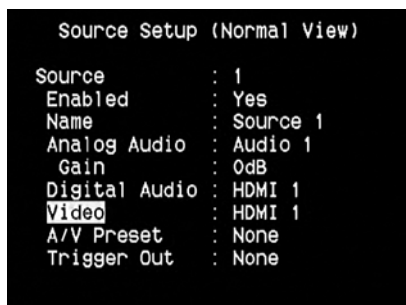 Source Setup (Normal View)
Source : 1
Enabled : Yes
Name : Source 1
Analog Audio : Audio 1
Gain : 0dB
Digital Audio : HDMI 1
Video : HDMI 1
A/V Preset : None
Trigger Out : None